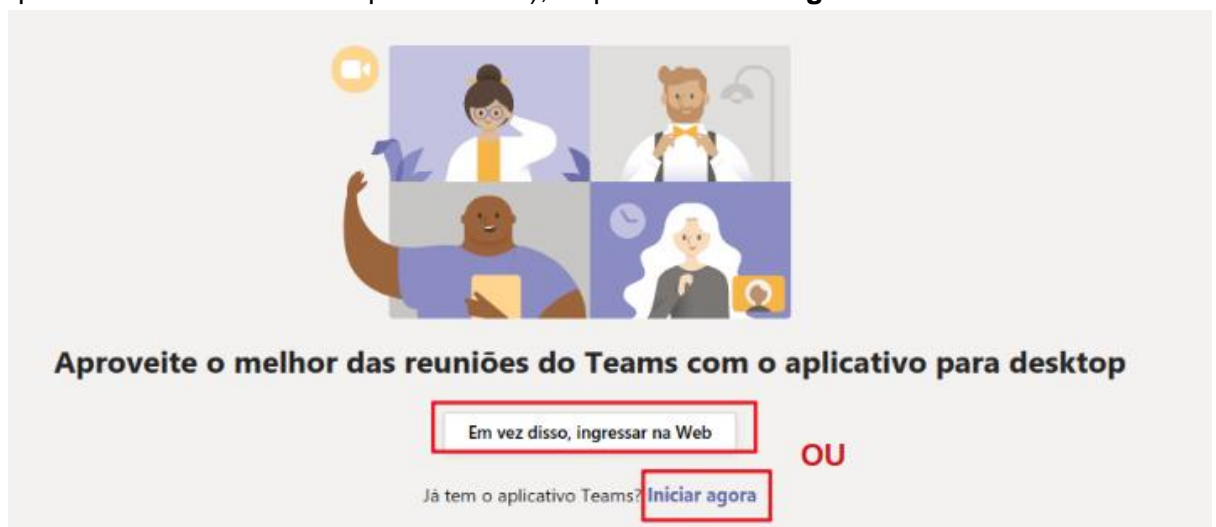 Aproveite o melhor das reuniões do Teams com o aplicativo para desktop
Em vez disso, ingressar na Web
OU
Já tem o aplicativo Teams? Iniciar agora